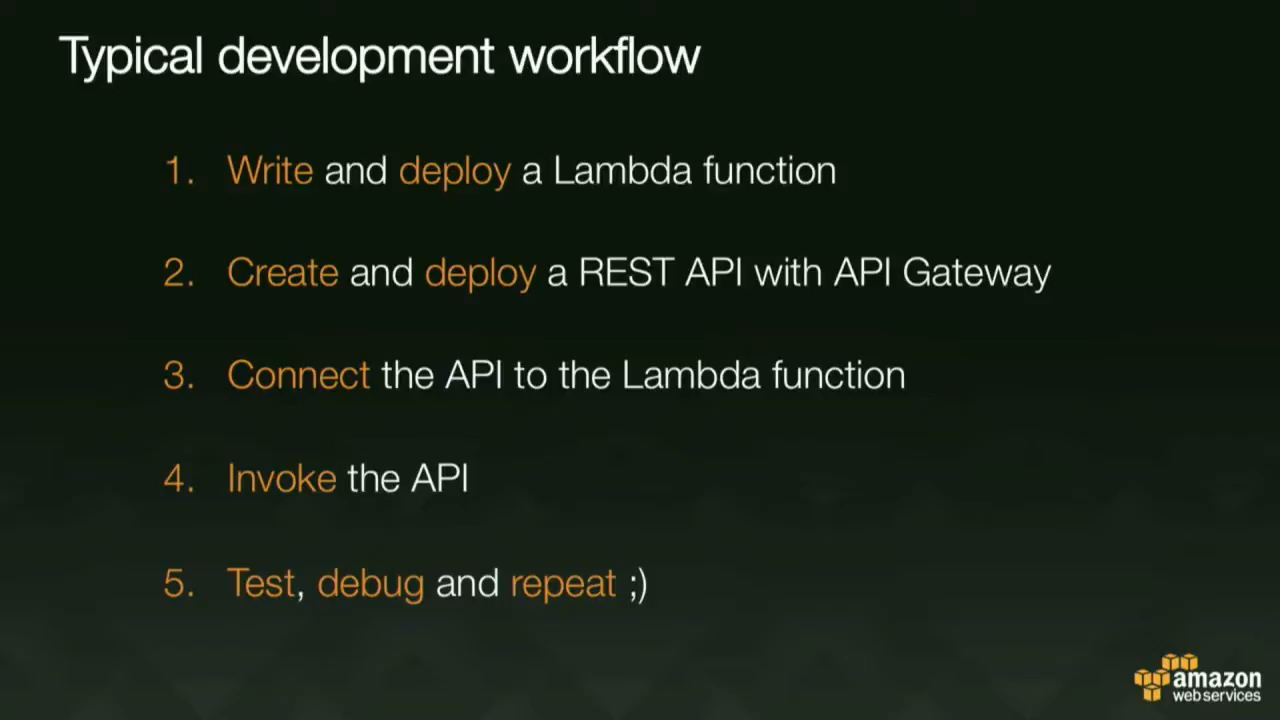 Typical development workflow
1. Write and deploy a Lambda function
2. Create and deploy a REST API with API Gateway
3. Connect the API to the Lambda function
4. Invoke the API
5. Test, debug and repeat ;)
amazon
web services